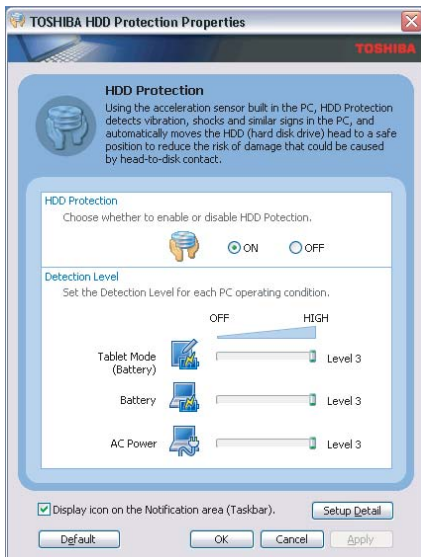 TOSHIBA HDD Protection Properties
TOSHIBA
HDD Protection
Using the acceleration sensor built in the PC, HDD Protection
detects vibration, shocks and similar signs in the PC, and
automatically moves the HDD (hard disk drive) head to a safe
position to reduce the risk of damage that could be caused
by head-to-disk contact.
HDD Protection
Choose whether to enable or disable HDD Potection.
ON OFF
Detection Level
Set the Detection Level for each PC operating condition.
OFF HIGH
Tablet Mode
(Battery)
Level 3
Battery Level 3
AC Power Level 3
Display icon on the Notification area (Taskbar).
Setup Detail
Default OK Cancel Apply